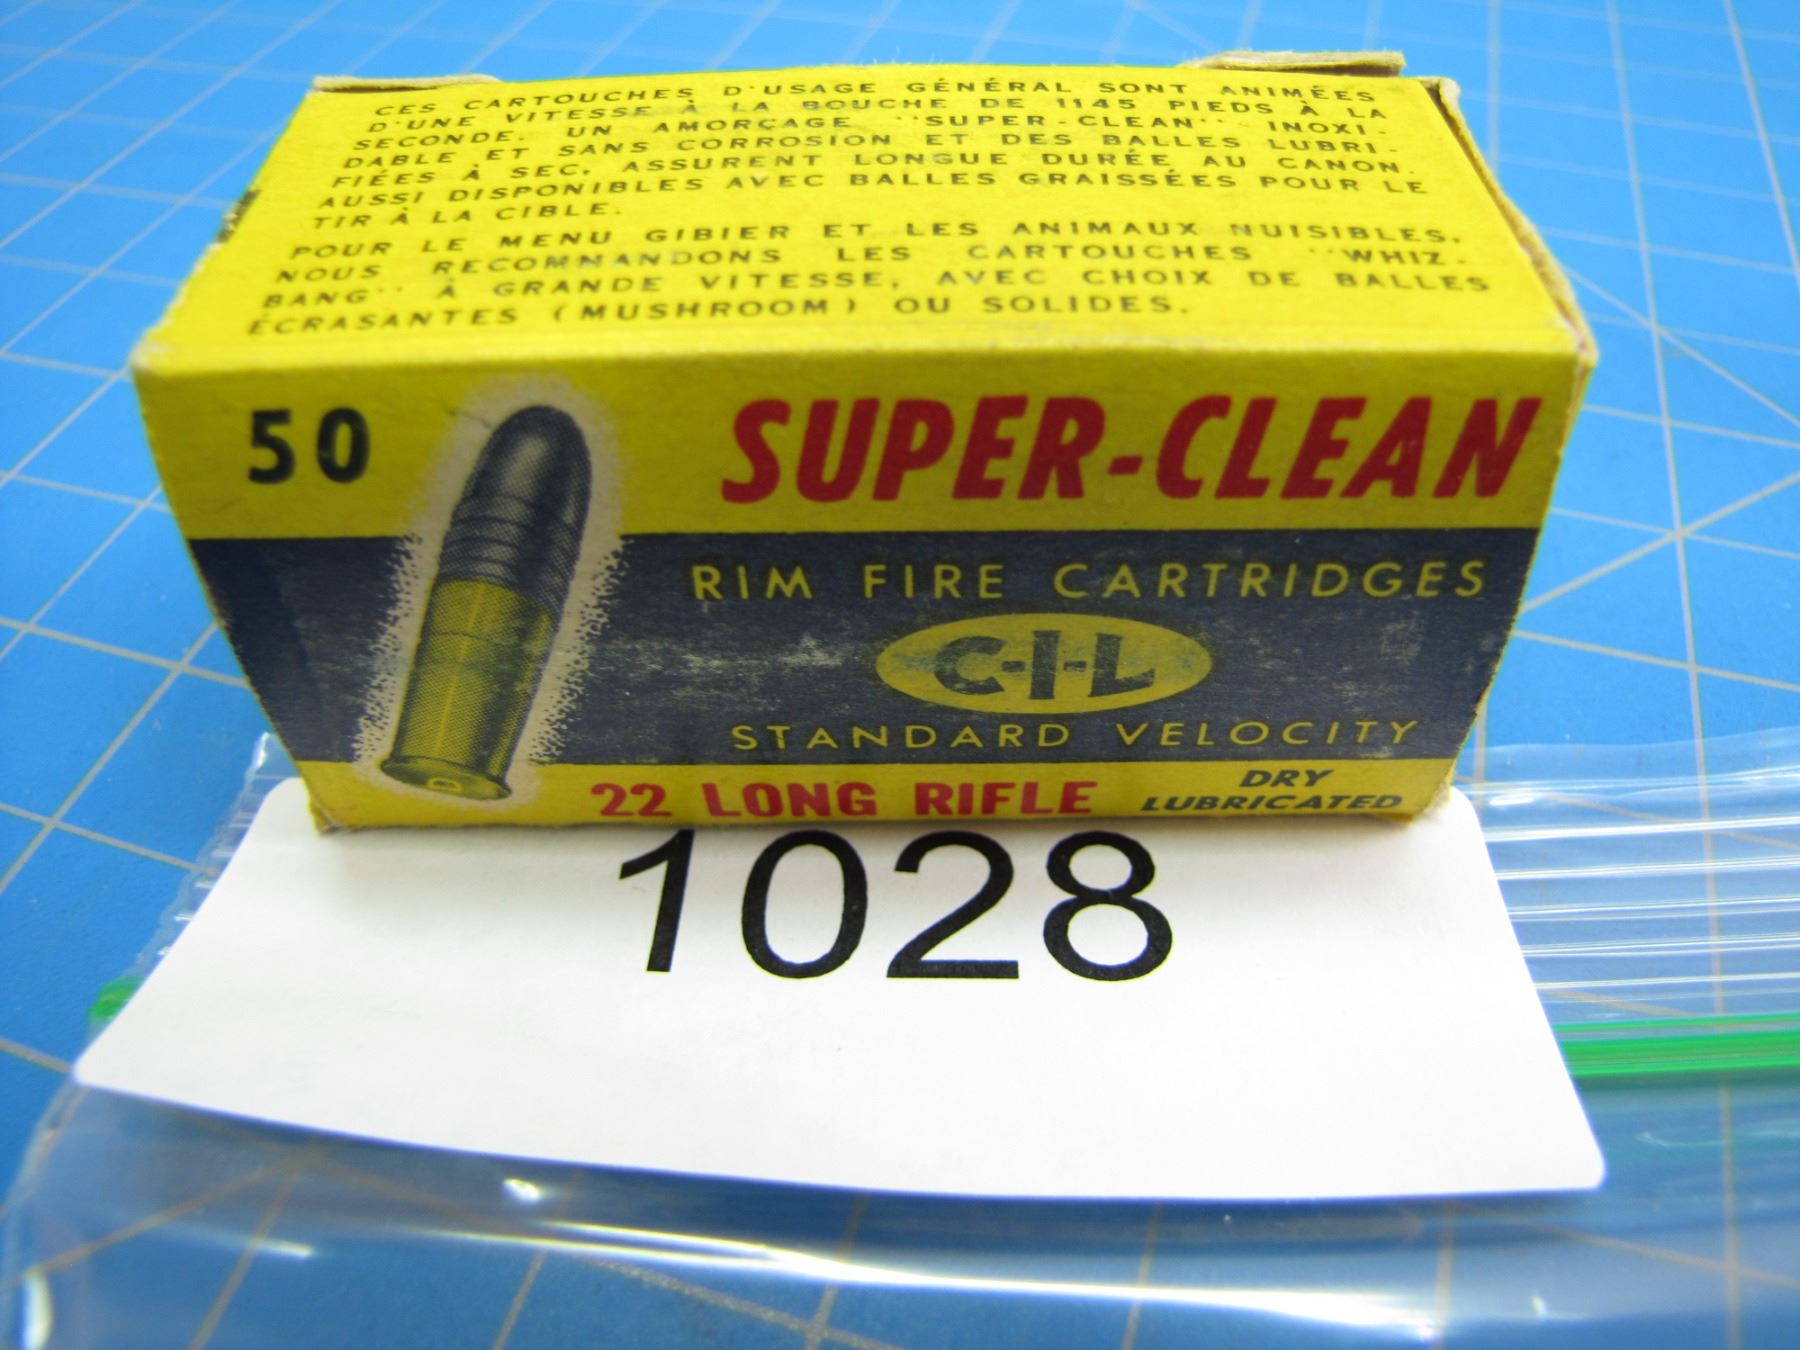 CES CARTOUCHES D'USAGE GÉNÉRAL SONT ANIMÉES
D'UNE VITESSE À LA BOUCHE DE 1145 PIEDS À LA
SECONDE. UN AMORÇAGE "SUPER-CLEAN" INOXI-
DABLE ET SANS CORROSION ET DES BALLES LUBRI-
FIÉES À SEC, ASSURENT LONGUE DURÉE AU CANON.
AUSSI DISPONIBLES AVEC BALLES GRAISSÉES POUR LE
TIR À LA CIBLE.
POUR LE MENU GIBIER ET LES ANIMAUX NUISIBLES,
NOUS RECOMMANDONS LES CARTOUCHES "WHIZ-
BANG" À GRANDE VITESSE, AVEC CHOIX DE BALLES
ÉCRASANTES (MUSHROOM) OU SOLIDES.
50 SUPER-CLEAN
RIM FIRE CARTRIDGES
C-I-L
STANDARD VELOCITY
22 LONG RIFLE DRY
LUBRICATED
1028